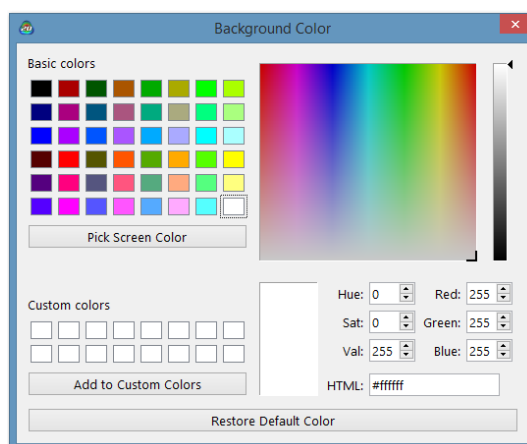 Background Color
Basic colors
Pick Screen Color
Custom colors
Add to Custom Colors
Hue: 0 Red: 255
Sat: 0 Green: 255
Val: 255 Blue: 255
HTML: #ffffff
Restore Default Color